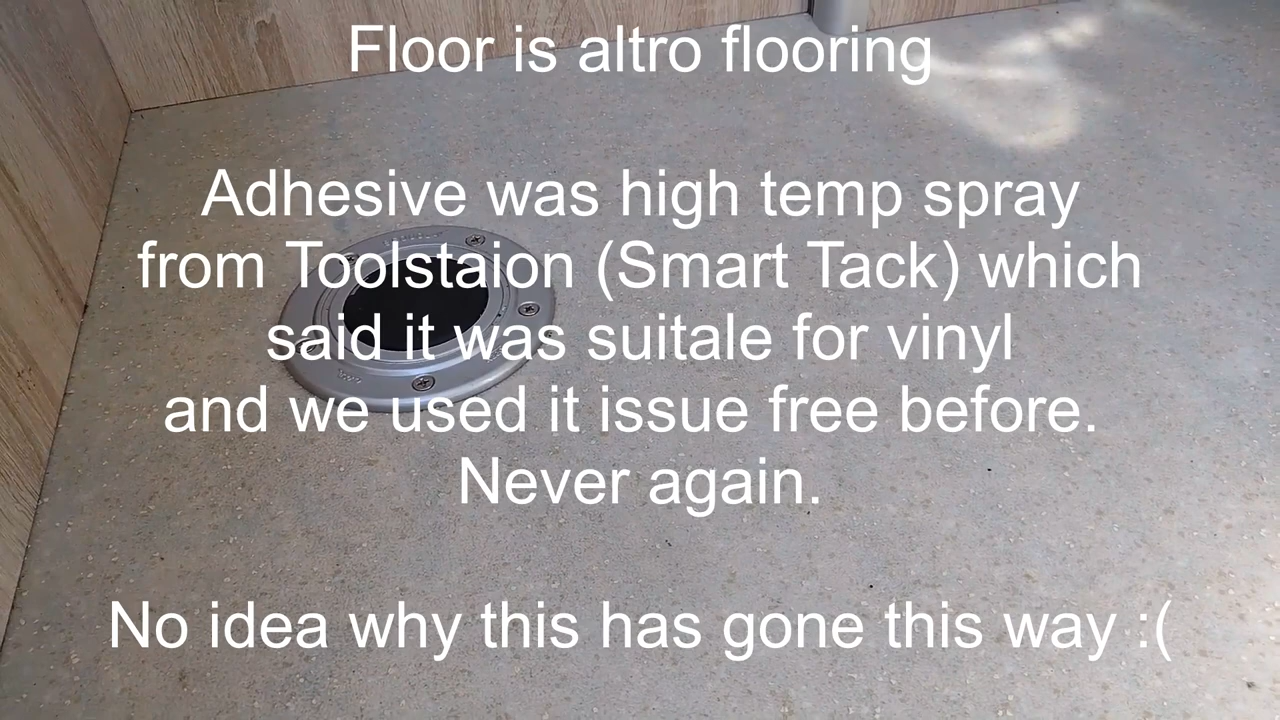 Floor is altro flooring
Adhesive was high temp spray
from Toolstaion (Smart Tack) which
said it was suitale for vinyl
and we used it issue free before.
Never again.
No idea why this has gone this way :(